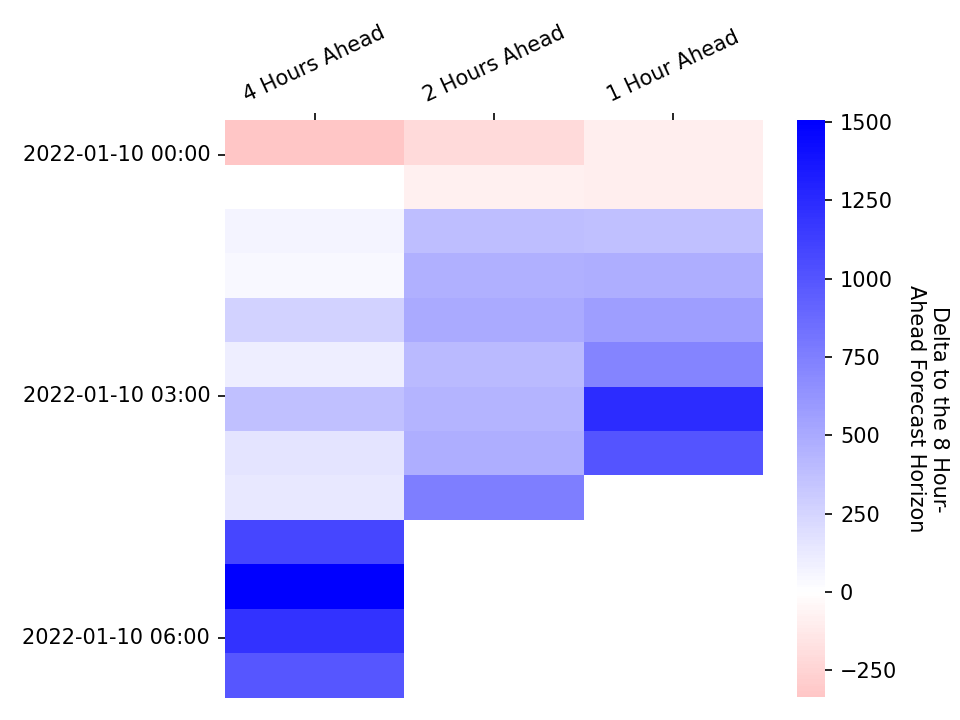 4 Hours Ahead
2 Hours Ahead
1 Hour Ahead
2022-01-10 00:00
2022-01-10 03:00
2022-01-10 06:00
1500
1250
1000
750
500
250
0
−250
Delta to the 8 Hour-
Ahead Forecast Horizon